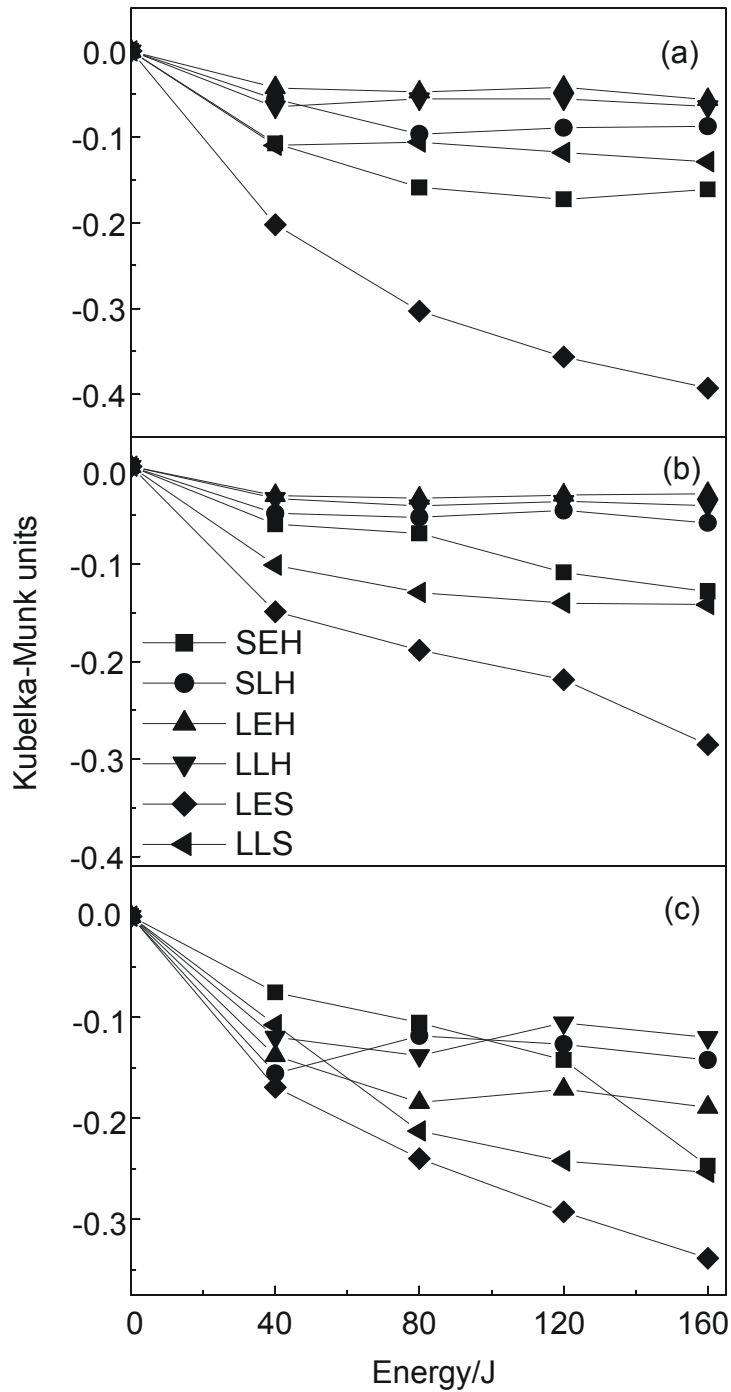 (a)
0.0
-0.1
-0.2
-0.3
-0.4
(b)
0.0
-0.1
-0.2
-0.3
-0.4
Kubelka-Munk units
SEH
SLH
LEH
LLH
LES
LLS
(c)
0.0
-0.1
-0.2
-0.3
0 40 80 120 160
Energy/J